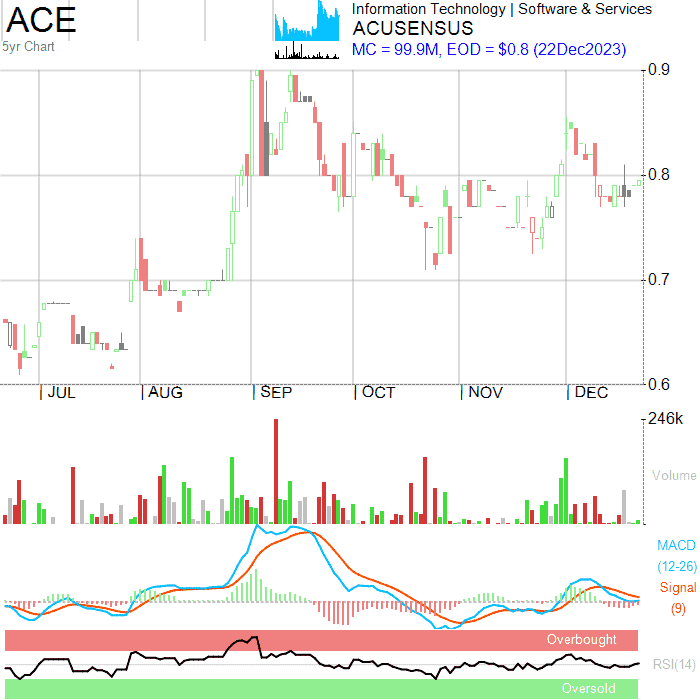 ACE
5yr Chart
Information Technology | Software & Services
ACUSENSUS
MC = 99.9M, EOD = $0.8 (22Dec2023)
0.9
0.8
0.7
0.6
| JUL | AUG | SEP | OCT | NOV | DEC
246k
Volume
MACD
(12-26)
Signal
(9)
Overbought
RSI(14)
Oversold